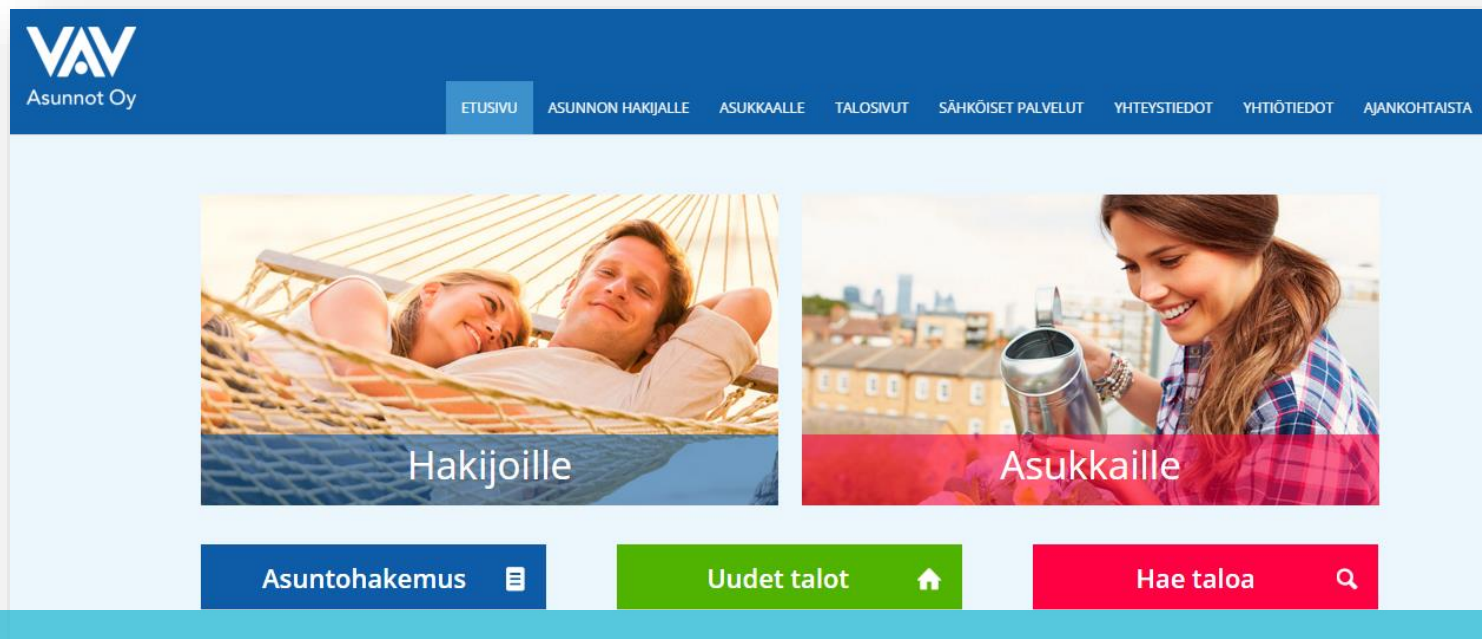 VAV
Asunnot Oy
ETUSIVU ASUNNON HAKIJALLE ASUKKAALLE TALOSIVUT SÄHKÖISET PALVELUT YHTEYSTIEDOT YHTIÖTIEDOT AJANKOHTAISTA
Hakijoille Asukkaille
Asuntohakemus Uudet talot Hae taloa